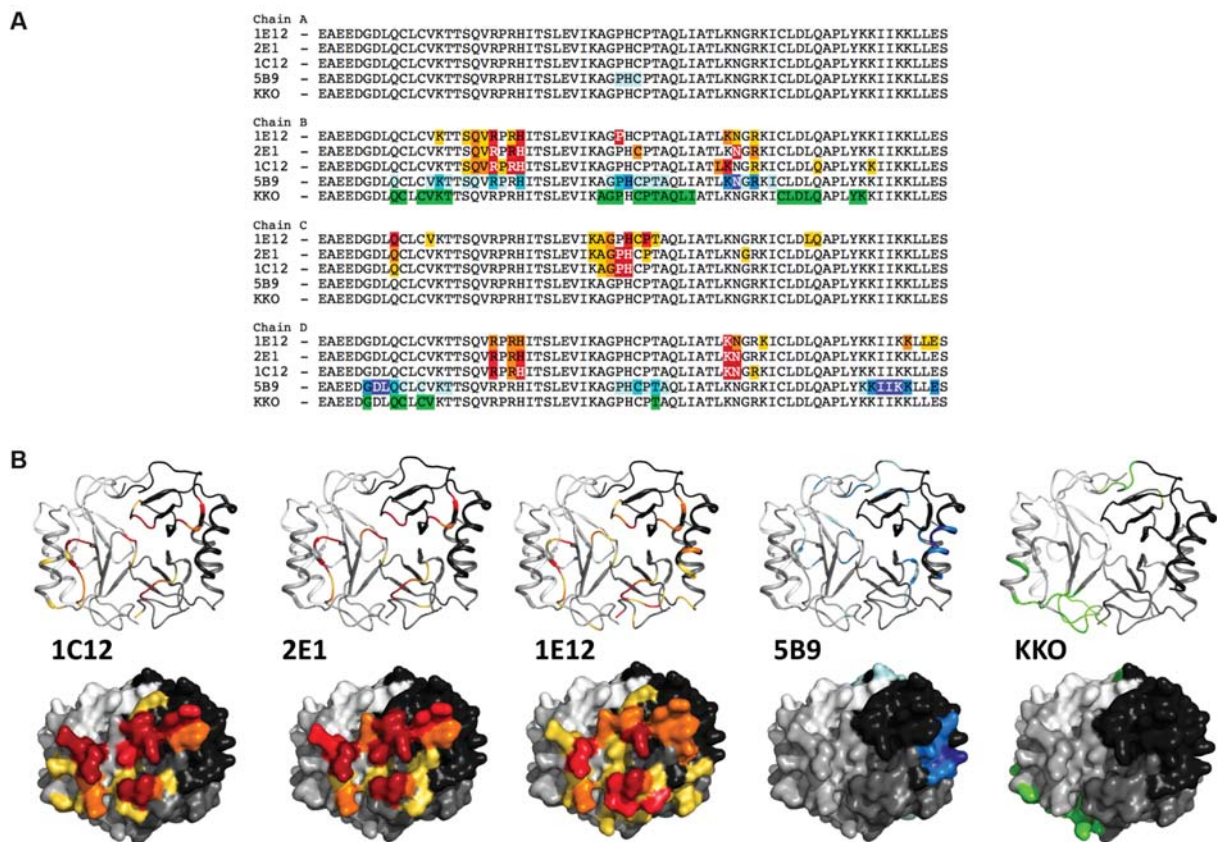 A
Chain A
1E12 – EAEEDGDLQCLCVKTTSQVRPRHITSLEVIKAGPHCPTAQLIATLKNGRKICLDLQAPLYKKIIKKLLES
2E1 – EAEEDGDLQCLCVKTTSQVRPRHITSLEVIKAGPHCPTAQLIATLKNGRKICLDLQAPLYKKIIKKLLES
1C12 – EAEEDGDLQCLCVKTTSQVRPRHITSLEVIKAGPHCPTAQLIATLKNGRKICLDLQAPLYKKIIKKLLES
5B9 – EAEEDGDLQCLCVKTTSQVRPRHITSLEVIKAGPHCPTAQLIATLKNGRKICLDLQAPLYKKIIKKLLES
KKO – EAEEDGDLQCLCVKTTSQVRPRHITSLEVIKAGPHCPTAQLIATLKNGRKICLDLQAPLYKKIIKKLLES
Chain B
1E12 – EAEEDGDLQCLCVKTTSQVRPRHITSLEVIKAGPHCPTAQLIATLKNGRKICLDLQAPLYKKIIKKLLES
2E1 – EAEEDGDLQCLCVKTTSQVRPRHITSLEVIKAGPHCPTAQLIATLKNGRKICLDLQAPLYKKIIKKLLES
1C12 – EAEEDGDLQCLCVKTTSQVRPRHITSLEVIKAGPHCPTAQLIATLKNGRKICLDLQAPLYKKIIKKLLES
5B9 – EAEEDGDLQCLCVKTTSQVRPRHITSLEVIKAGPHCPTAQLIATLKNGRKICLDLQAPLYKKIIKKLLES
KKO – EAEEDGDLQCLCVKTTSQVRPRHITSLEVIKAGPHCPTAQLIATLKNGRKICLDLQAPLYKKIIKKLLES
Chain C
1E12 – EAEEDGDLQCLCVKTTSQVRPRHITSLEVIKAGPHCPTAQLIATLKNGRKICLDLQAPLYKKIIKKLLES
2E1 – EAEEDGDLQCLCVKTTSQVRPRHITSLEVIKAGPHCPTAQLIATLKNGRKICLDLQAPLYKKIIKKLLES
1C12 – EAEEDGDLQCLCVKTTSQVRPRHITSLEVIKAGPHCPTAQLIATLKNGRKICLDLQAPLYKKIIKKLLES
5B9 – EAEEDGDLQCLCVKTTSQVRPRHITSLEVIKAGPHCPTAQLIATLKNGRKICLDLQAPLYKKIIKKLLES
KKO – EAEEDGDLQCLCVKTTSQVRPRHITSLEVIKAGPHCPTAQLIATLKNGRKICLDLQAPLYKKIIKKLLES
Chain D
1E12 – EAEEDGDLQCLCVKTTSQVRPRHITSLEVIKAGPHCPTAQLIATLKNGRKICLDLQAPLYKKIIKKLLES
2E1 – EAEEDGDLQCLCVKTTSQVRPRHITSLEVIKAGPHCPTAQLIATLKNGRKICLDLQAPLYKKIIKKLLES
1C12 – EAEEDGDLQCLCVKTTSQVRPRHITSLEVIKAGPHCPTAQLIATLKNGRKICLDLQAPLYKKIIKKLLES
5B9 – EAEEDGDLQCLCVKTTSQVRPRHITSLEVIKAGPHCPTAQLIATLKNGRKICLDLQAPLYKKIIKKLLES
KKO – EAEEDGDLQCLCVKTTSQVRPRHITSLEVIKAGPHCPTAQLIATLKNGRKICLDLQAPLYKKIIKKLLES
B
1C12 2E1 1E12 5B9 KKO